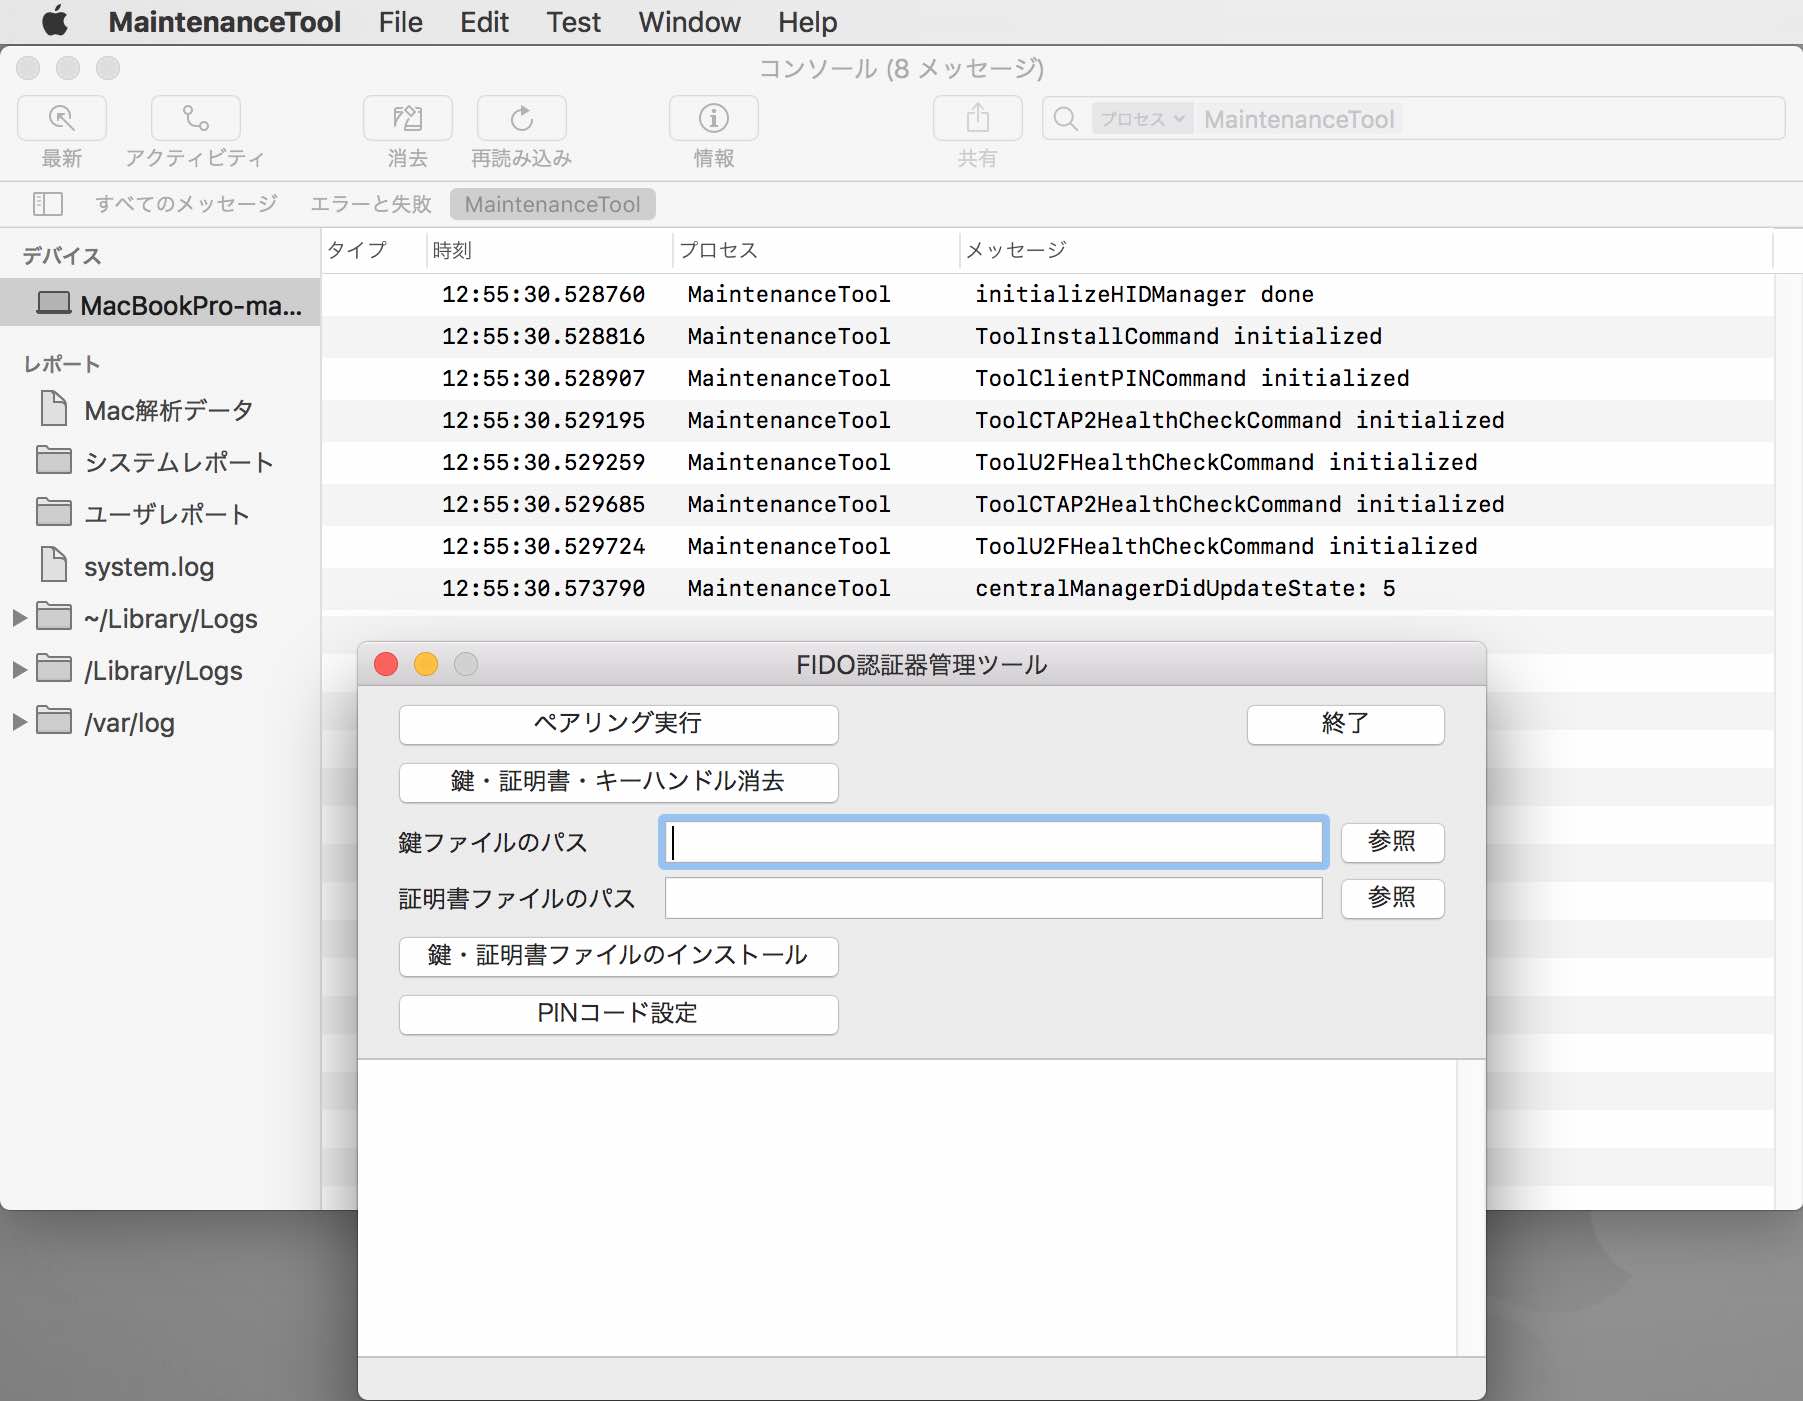 MaintenanceTool File Edit Test Window Help
コンソール (8 メッセージ)
プロセス MaintenanceTool
最新 アクティビティ 消去 再読み込み 情報 共有
すべてのメッセージ エラーと失敗 MaintenanceTool
デバイス
MacBookPro-ma...
レポート
Mac解析データ
システムレポート
ユーザレポート
system.log
~/Library/Logs
/Library/Logs
/var/log
タイプ 時刻 プロセス メッセージ
12:55:30.528760 MaintenanceTool initializeHIDManager done
12:55:30.528816 MaintenanceTool ToolInstallCommand initialized
12:55:30.528907 MaintenanceTool ToolClientPINCommand initialized
12:55:30.529195 MaintenanceTool ToolCTAP2HealthCheckCommand initialized
12:55:30.529259 MaintenanceTool ToolU2FHealthCheckCommand initialized
12:55:30.529685 MaintenanceTool ToolCTAP2HealthCheckCommand initialized
12:55:30.529724 MaintenanceTool ToolU2FHealthCheckCommand initialized
12:55:30.573790 MaintenanceTool centralManagerDidUpdateState: 5
FIDO認証器管理ツール
ペアリング実行 終了
鍵・証明書・キーハンドル消去
鍵ファイルのパス 参照
証明書ファイルのパス 参照
鍵・証明書ファイルのインストール
PINコード設定